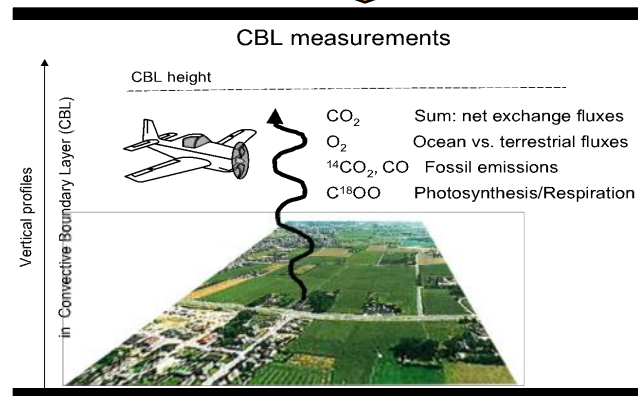 CBL measurements
CBL height
CO₂ Sum: net exchange fluxes
O₂ Ocean vs. terrestrial fluxes
¹⁴CO₂, CO Fossil emissions
C¹⁸OO Photosynthesis/Respiration
Vertical profiles
in Convective Boundary Layer (CBL)